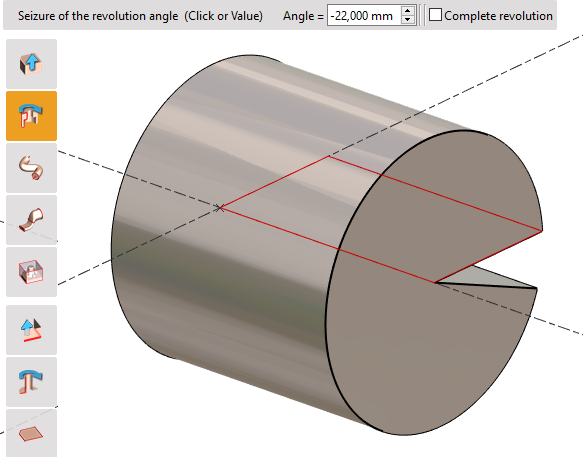 Seizure of the revolution angle (Click or Value) Angle = -22,000 mm Complete revolution